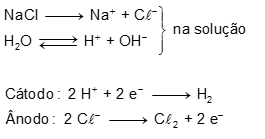 NaCl ⟶ Na⁺ + Cℓ⁻
H₂O ⇌ H⁺ + OH⁻
na solução
Cátodo : 2 H⁺ + 2 e⁻ ⟶ H₂
Ânodo : 2 Cℓ⁻ ⟶ Cℓ₂ + 2 e⁻